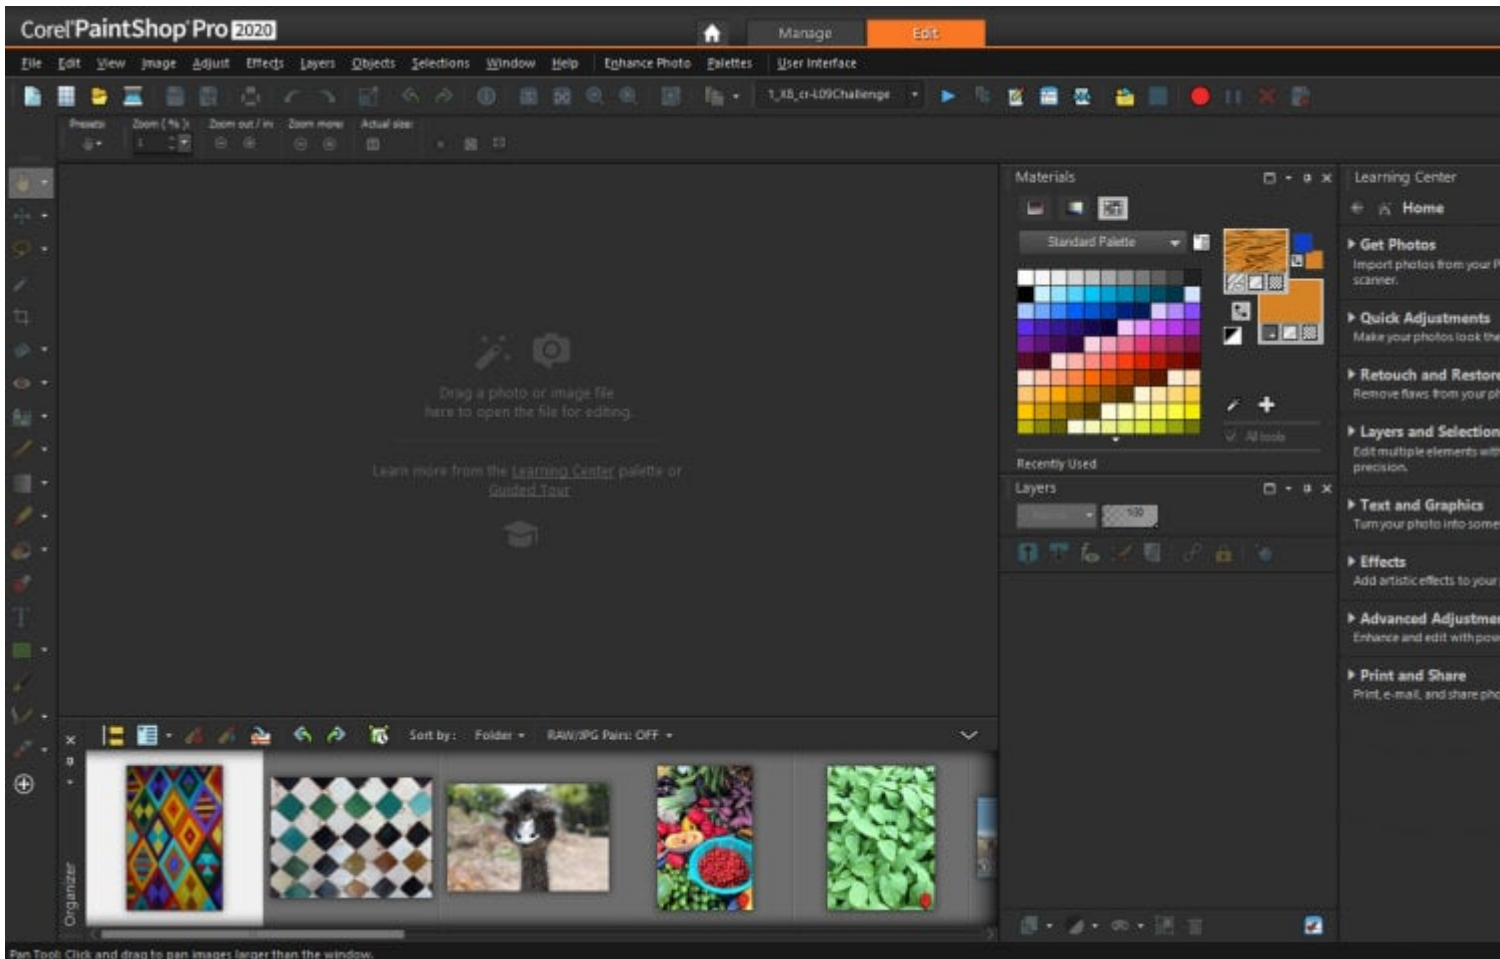 Corel PaintShop Pro 2020
Manage Edit
File Edit View Image Adjust Effects Layers Objects Selections Window Help Enhance Photo Palettes User Interface
1_X8_cr-L09Challenge
Presets: Zoom (%): Zoom out / in: Zoom more: Actual size:
1
Materials
Standard Palette
All tools
Recently Used
Layers
100
Learning Center
Home
Get Photos
Import photos from your P
scanner.
Quick Adjustments
Make your photos look the
Retouch and Restore
Remove flaws from your ph
Layers and Selection
Edit multiple elements with
precision.
Text and Graphics
Turn your photo into some
Effects
Add artistic effects to your
Advanced Adjustme
Enhance and edit with pow
Print and Share
Print, e-mail, and share pho
Drag a photo or image file
here to open the file for editing.
Learn more from the Learning Center palette or
Guided Tour
Sort by: Folder RAW/JPG Pairs: OFF
Organizer
Pan Tool: Click and drag to pan images larger than the window.